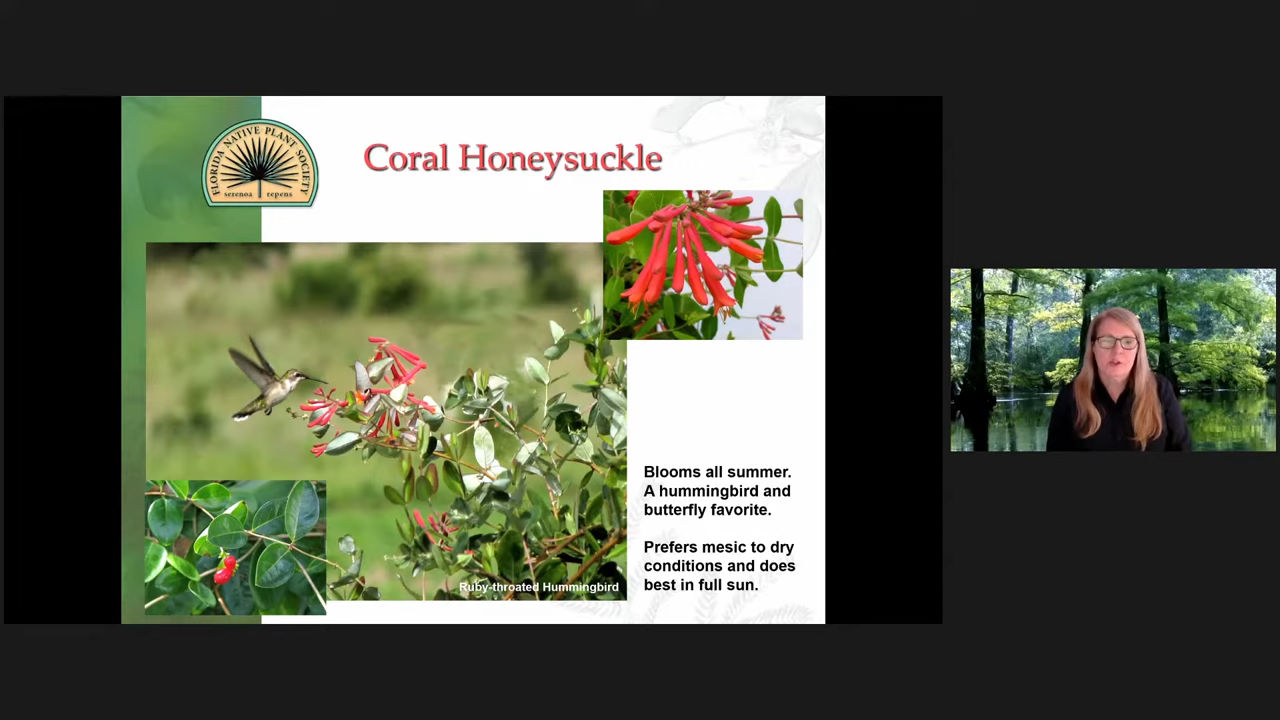 FLORIDA NATIVE PLANT SOCIETY
serenoa repens
Coral Honeysuckle
Blooms all summer.
A hummingbird and
butterfly favorite.
Prefers mesic to dry
conditions and does
best in full sun.
Ruby-throated Hummingbird